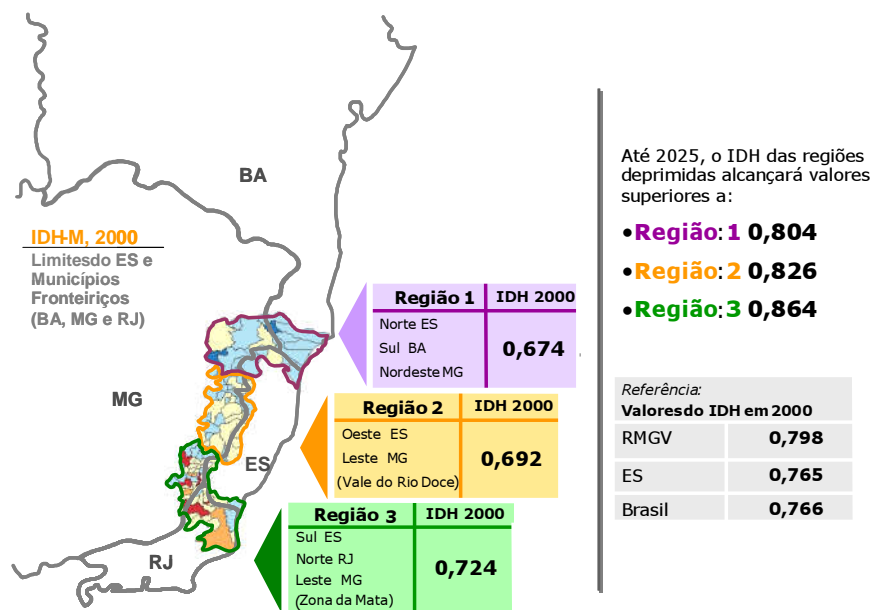 BA
IDH-M, 2000
Limitesdo ES e
Municípios
Fronteiriços
(BA, MG e RJ)
MG
ES
RJ
Região 1 IDH 2000
Norte ES
Sul BA
Nordeste MG
0,674
Região 2 IDH 2000
Oeste ES
Leste MG
(Vale do Rio Doce)
0,692
Região 3 IDH 2000
Sul ES
Norte RJ
Leste MG
(Zona da Mata)
0,724
Até 2025, o IDH das regiões
deprimidas alcançará valores
superiores a:
•Região:1 0,804
•Região:2 0,826
•Região:3 0,864
Referência:
Valoresdo IDH em 2000
RMGV 0,798
ES 0,765
Brasil 0,766